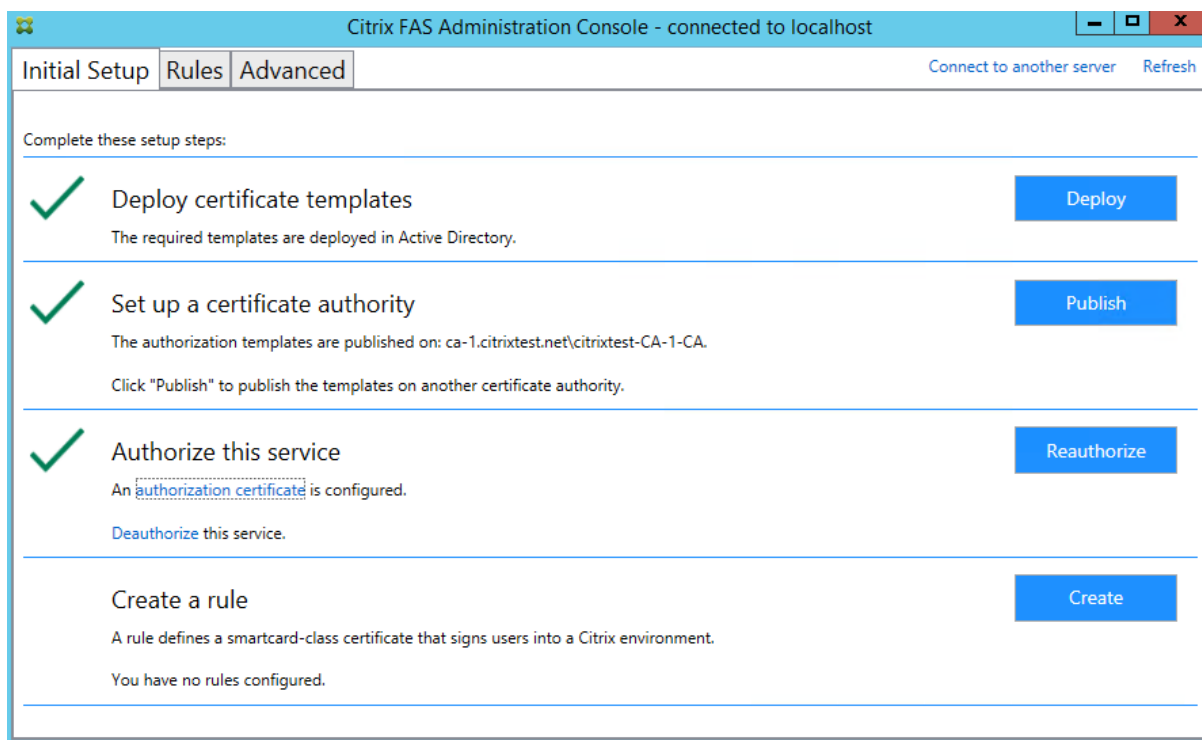 Citrix FAS Administration Console - connected to localhost
Initial Setup Rules Advanced Connect to another server Refresh
Complete these setup steps:
Deploy certificate templates Deploy
The required templates are deployed in Active Directory.
Set up a certificate authority Publish
The authorization templates are published on: ca-1.citrixtest.net\citrixtest-CA-1-CA.
Click "Publish" to publish the templates on another certificate authority.
Authorize this service Reauthorize
An authorization certificate is configured.
Deauthorize this service.
Create a rule Create
A rule defines a smartcard-class certificate that signs users into a Citrix environment.
You have no rules configured.